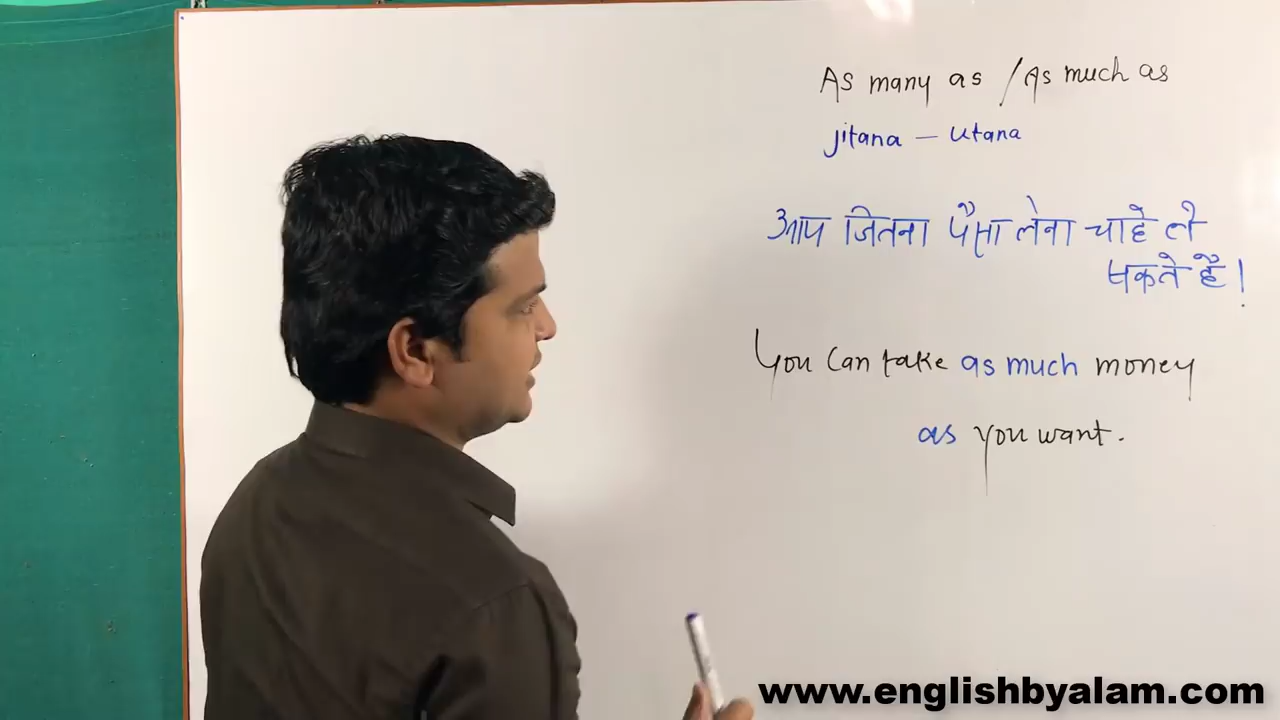 As many as / As much as
jitana – utana
आप जितना पैसा लेना चाहे ले
सकते हैं!
You can take as much money
as you want.
www.englishbyalam.com